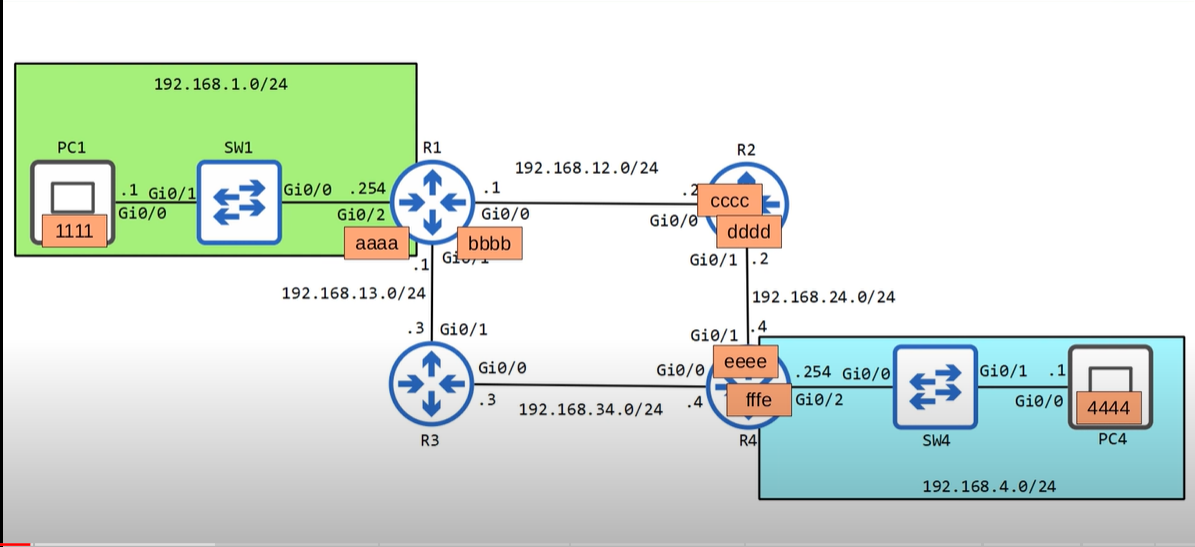 192.168.1.0/24
PC1
SW1
R1
192.168.12.0/24
R2
.1 Gi0/1
Gi0/0
Gi0/0 .254
Gi0/2
.1
Gi0/0
.2
Gi0/0
1111
aaaa
bbbb
cccc
dddd
.1
Gi0/1
Gi0/1 .2
192.168.13.0/24
192.168.24.0/24
.3 Gi0/1
Gi0/1 .4
Gi0/0
.3
192.168.34.0/24
Gi0/0
.4
eeee
fffe
.254 Gi0/0
Gi0/2
Gi0/1 .1
Gi0/0
4444
R3
R4
SW4
PC4
192.168.4.0/24